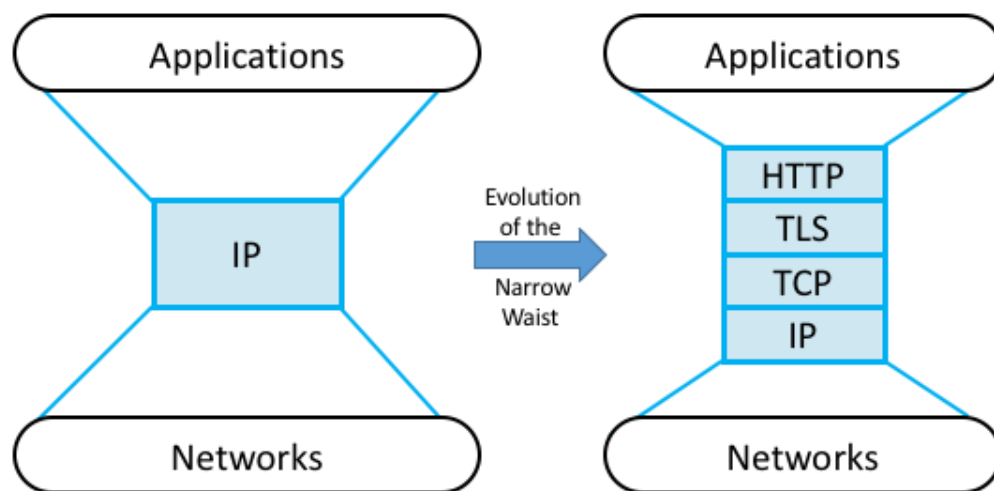 Applications
IP
Networks
Evolution
of the
Narrow
Waist
Applications
HTTP
TLS
TCP
IP
Networks